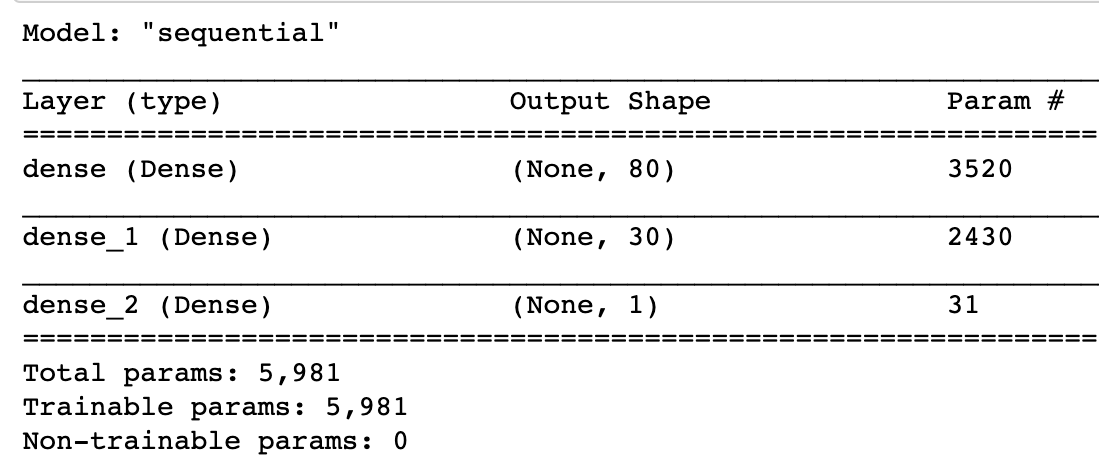 Model: "sequential"
Layer (type) Output Shape Param #
dense (Dense) (None, 80) 3520
dense_1 (Dense) (None, 30) 2430
dense_2 (Dense) (None, 1) 31
Total params: 5,981
Trainable params: 5,981
Non-trainable params: 0